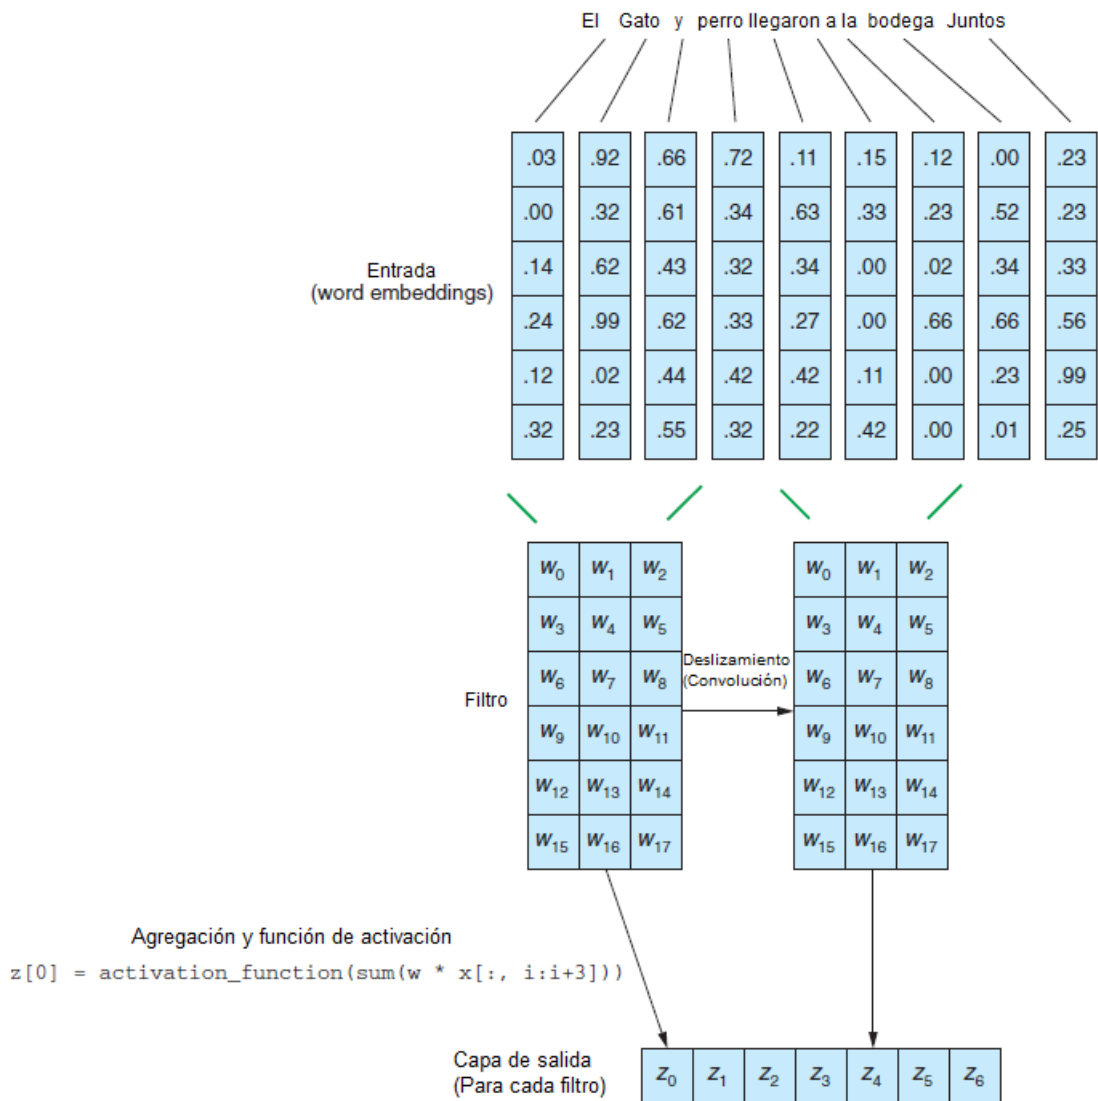 El Gato y perro llegaron a la bodega Juntos
.03 .92 .66 .72 .11 .15 .12 .00 .23
.00 .32 .61 .34 .63 .33 .23 .52 .23
.14 .62 .43 .32 .34 .00 .02 .34 .33
Entrada
(word embeddings)
.24 .99 .62 .33 .27 .00 .66 .66 .56
.12 .02 .44 .42 .42 .11 .00 .23 .99
.32 .23 .55 .32 .22 .42 .00 .01 .25
w0 w1 w2 w0 w1 w2
w3 w4 w5 w3 w4 w5
Deslizamiento
(Convolución)
w6 w7 w8 w6 w7 w8
Filtro
w9 w10 w11 w9 w10 w11
w12 w13 w14 w12 w13 w14
w15 w16 w17 w15 w16 w17
Agregación y función de activación
z[0] = activation_function(sum(w * x[:, i:i+3]))
Capa de salida
(Para cada filtro)
z0 z1 z2 z3 z4 z5 z6